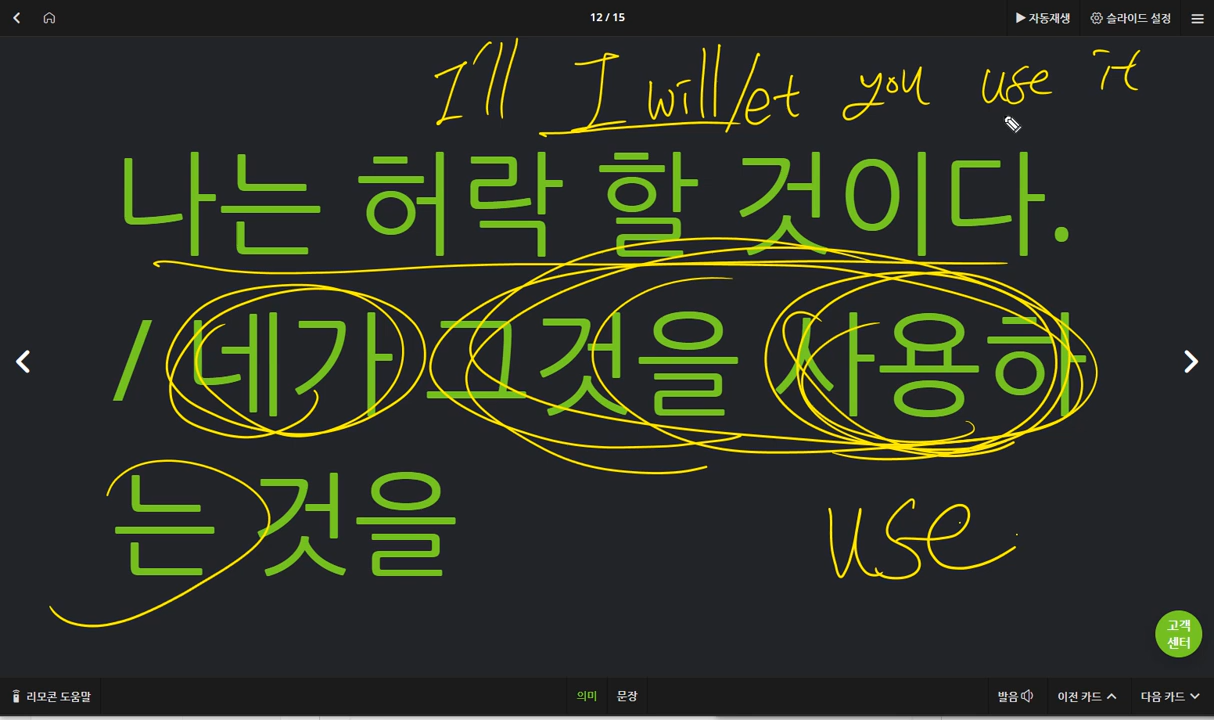 12 / 15
자동재생
슬라이드 설정
I'll I will let you use it
나는 허락 할 것이다.
/ 네가 그것을 사용하
는 것을
use
고객
센터
리모콘 도움말
의미
문장
발음
이전 카드
다음 카드